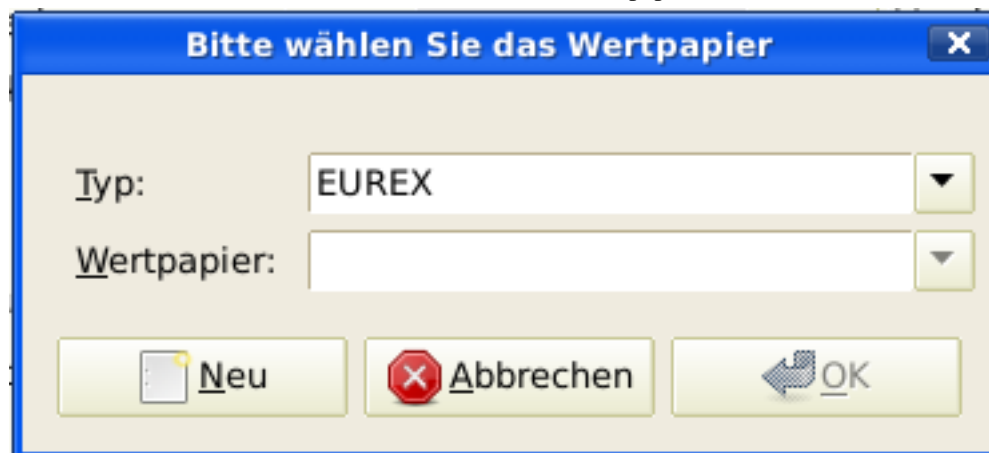 Bitte wählen Sie das Wertpapier
Typ: EUREX
Wertpapier:
Neu Abbrechen OK